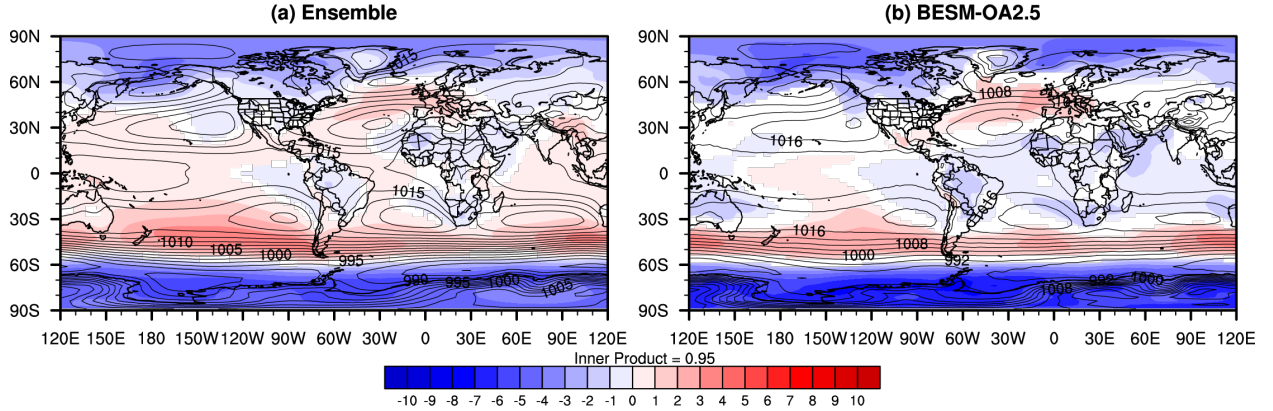 (a) Ensemble
(b) BESM-OA2.5
90N
60N
30N
0
30S
60S
90S
1015
1015
1015
1010
1005
1000
995
990
995
1000
1005
120E 150E 180 150W 120W 90W 60W 30W 0 30E 60E 90E 120E
90N
60N
30N
0
30S
60S
90S
1008
1016
1016
1008
1000
992
992
1000
1008
120E 150E 180 150W 120W 90W 60W 30W 0 30E 60E 90E 120E
Inner Product = 0.95
-10 -9 -8 -7 -6 -5 -4 -3 -2 -1 0 1 2 3 4 5 6 7 8 9 10